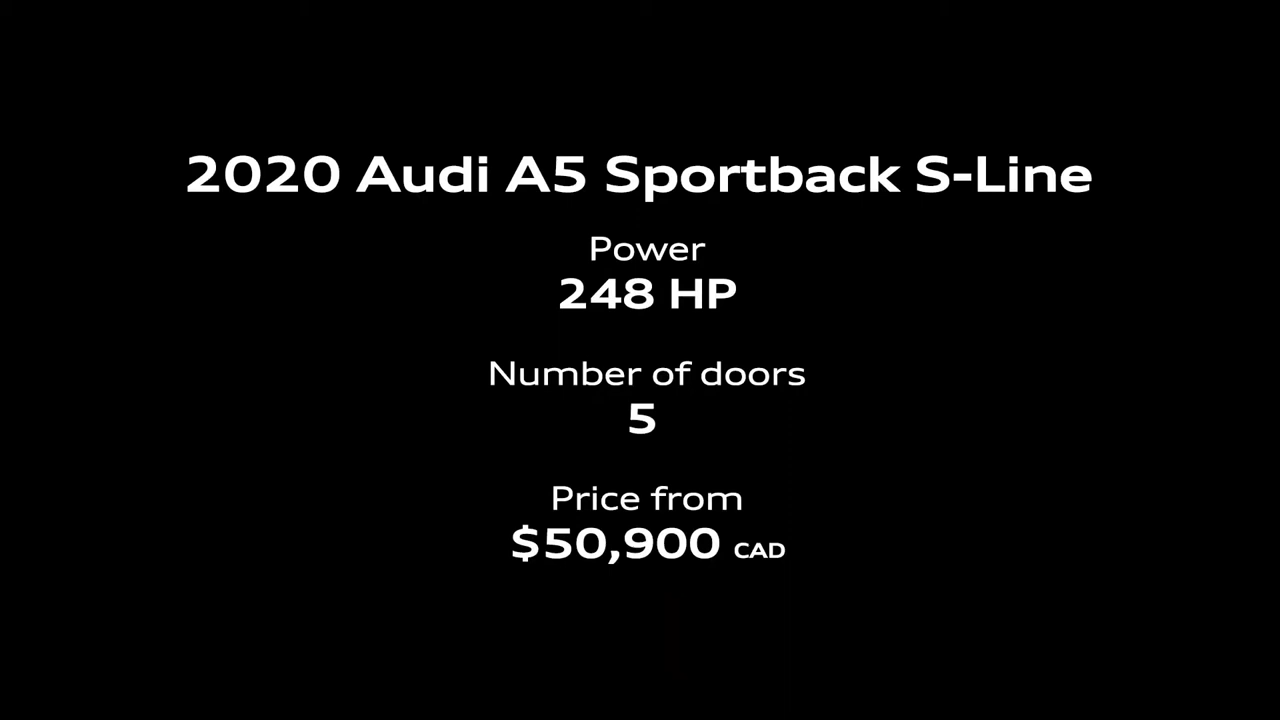 2020 Audi A5 Sportback S-Line
Power
248 HP
Number of doors
5
Price from
$50,900 CAD